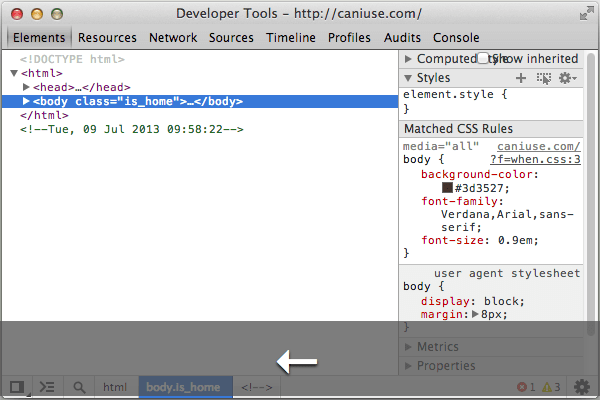 Developer Tools - http://caniuse.com/
Elements Resources Network Sources Timeline Profiles Audits Console
<!DOCTYPE html>
▼<html>
▶<head>…</head>
▶<body class="is_home">…</body>
</html>
<!--Tue, 09 Jul 2013 09:58:22-->
▶ Computed Style Show inherited
▼ Styles
element.style {
}
Matched CSS Rules
media="all" caniuse.com/
body { ?f=when.css:3
background-color:
#3d3527;
font-family:
Verdana,Arial,sans-
serif;
font-size: 0.9em;
}
user agent stylesheet
body {
display: block;
margin:▶8px;
}
▶ Metrics
▶ Properties
html body.is_home <!--> 1 3